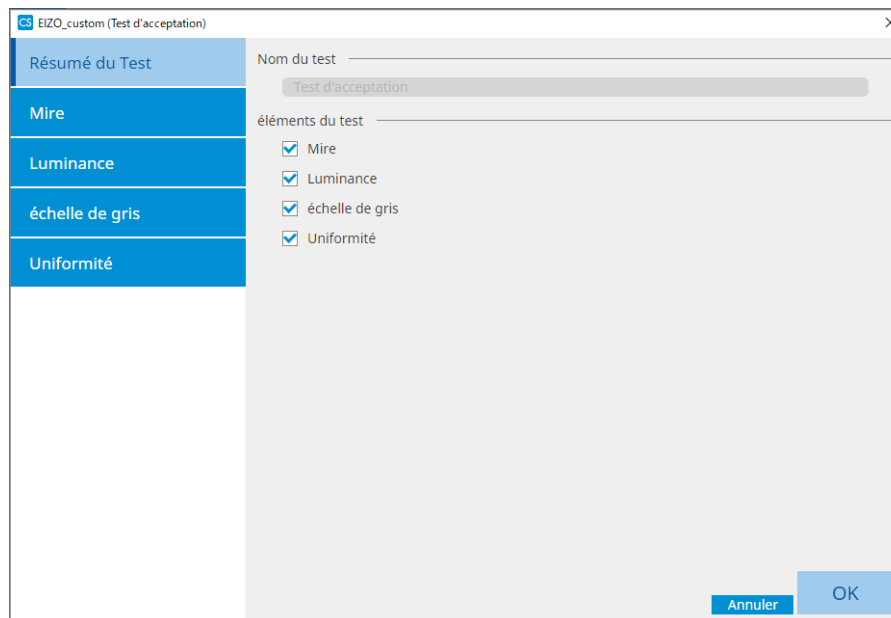 CS EIZO_custom (Test d'acceptation)
Résumé du Test
Mire
Luminance
échelle de gris
Uniformité
Nom du test
Test d'acceptation
éléments du test
Mire
Luminance
échelle de gris
Uniformité
Annuler
OK